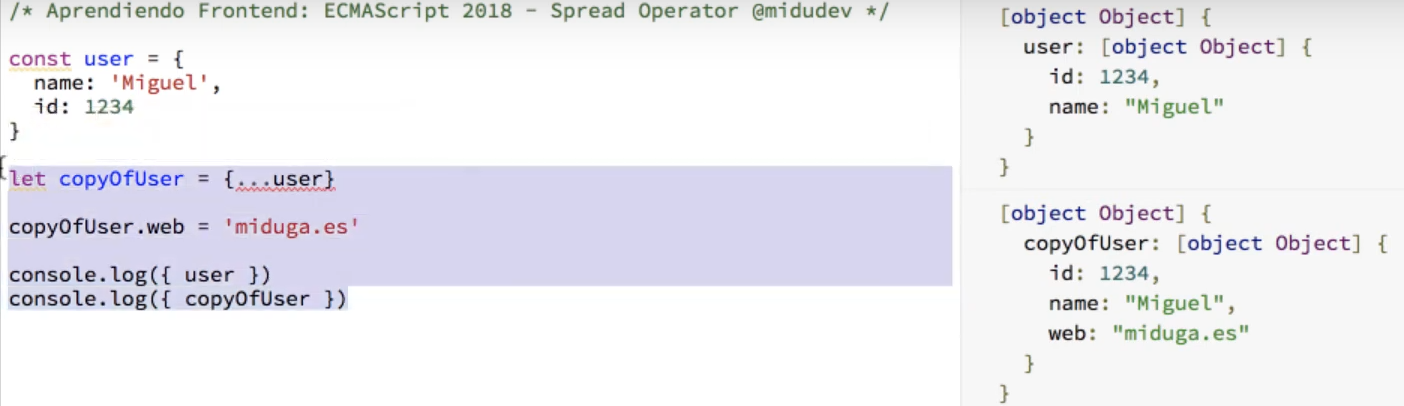 /* Aprendiendo Frontend: ECMAScript 2018 - Spread Operator @midudev */
const user = {
name: 'Miguel',
id: 1234
}
let copyOfUser = {...user}
copyOfUser.web = 'miduga.es'
console.log({ user })
console.log({ copyOfUser })
[object Object] {
user: [object Object] {
id: 1234,
name: "Miguel"
}
}
[object Object] {
copyOfUser: [object Object] {
id: 1234,
name: "Miguel",
web: "miduga.es"
}
}